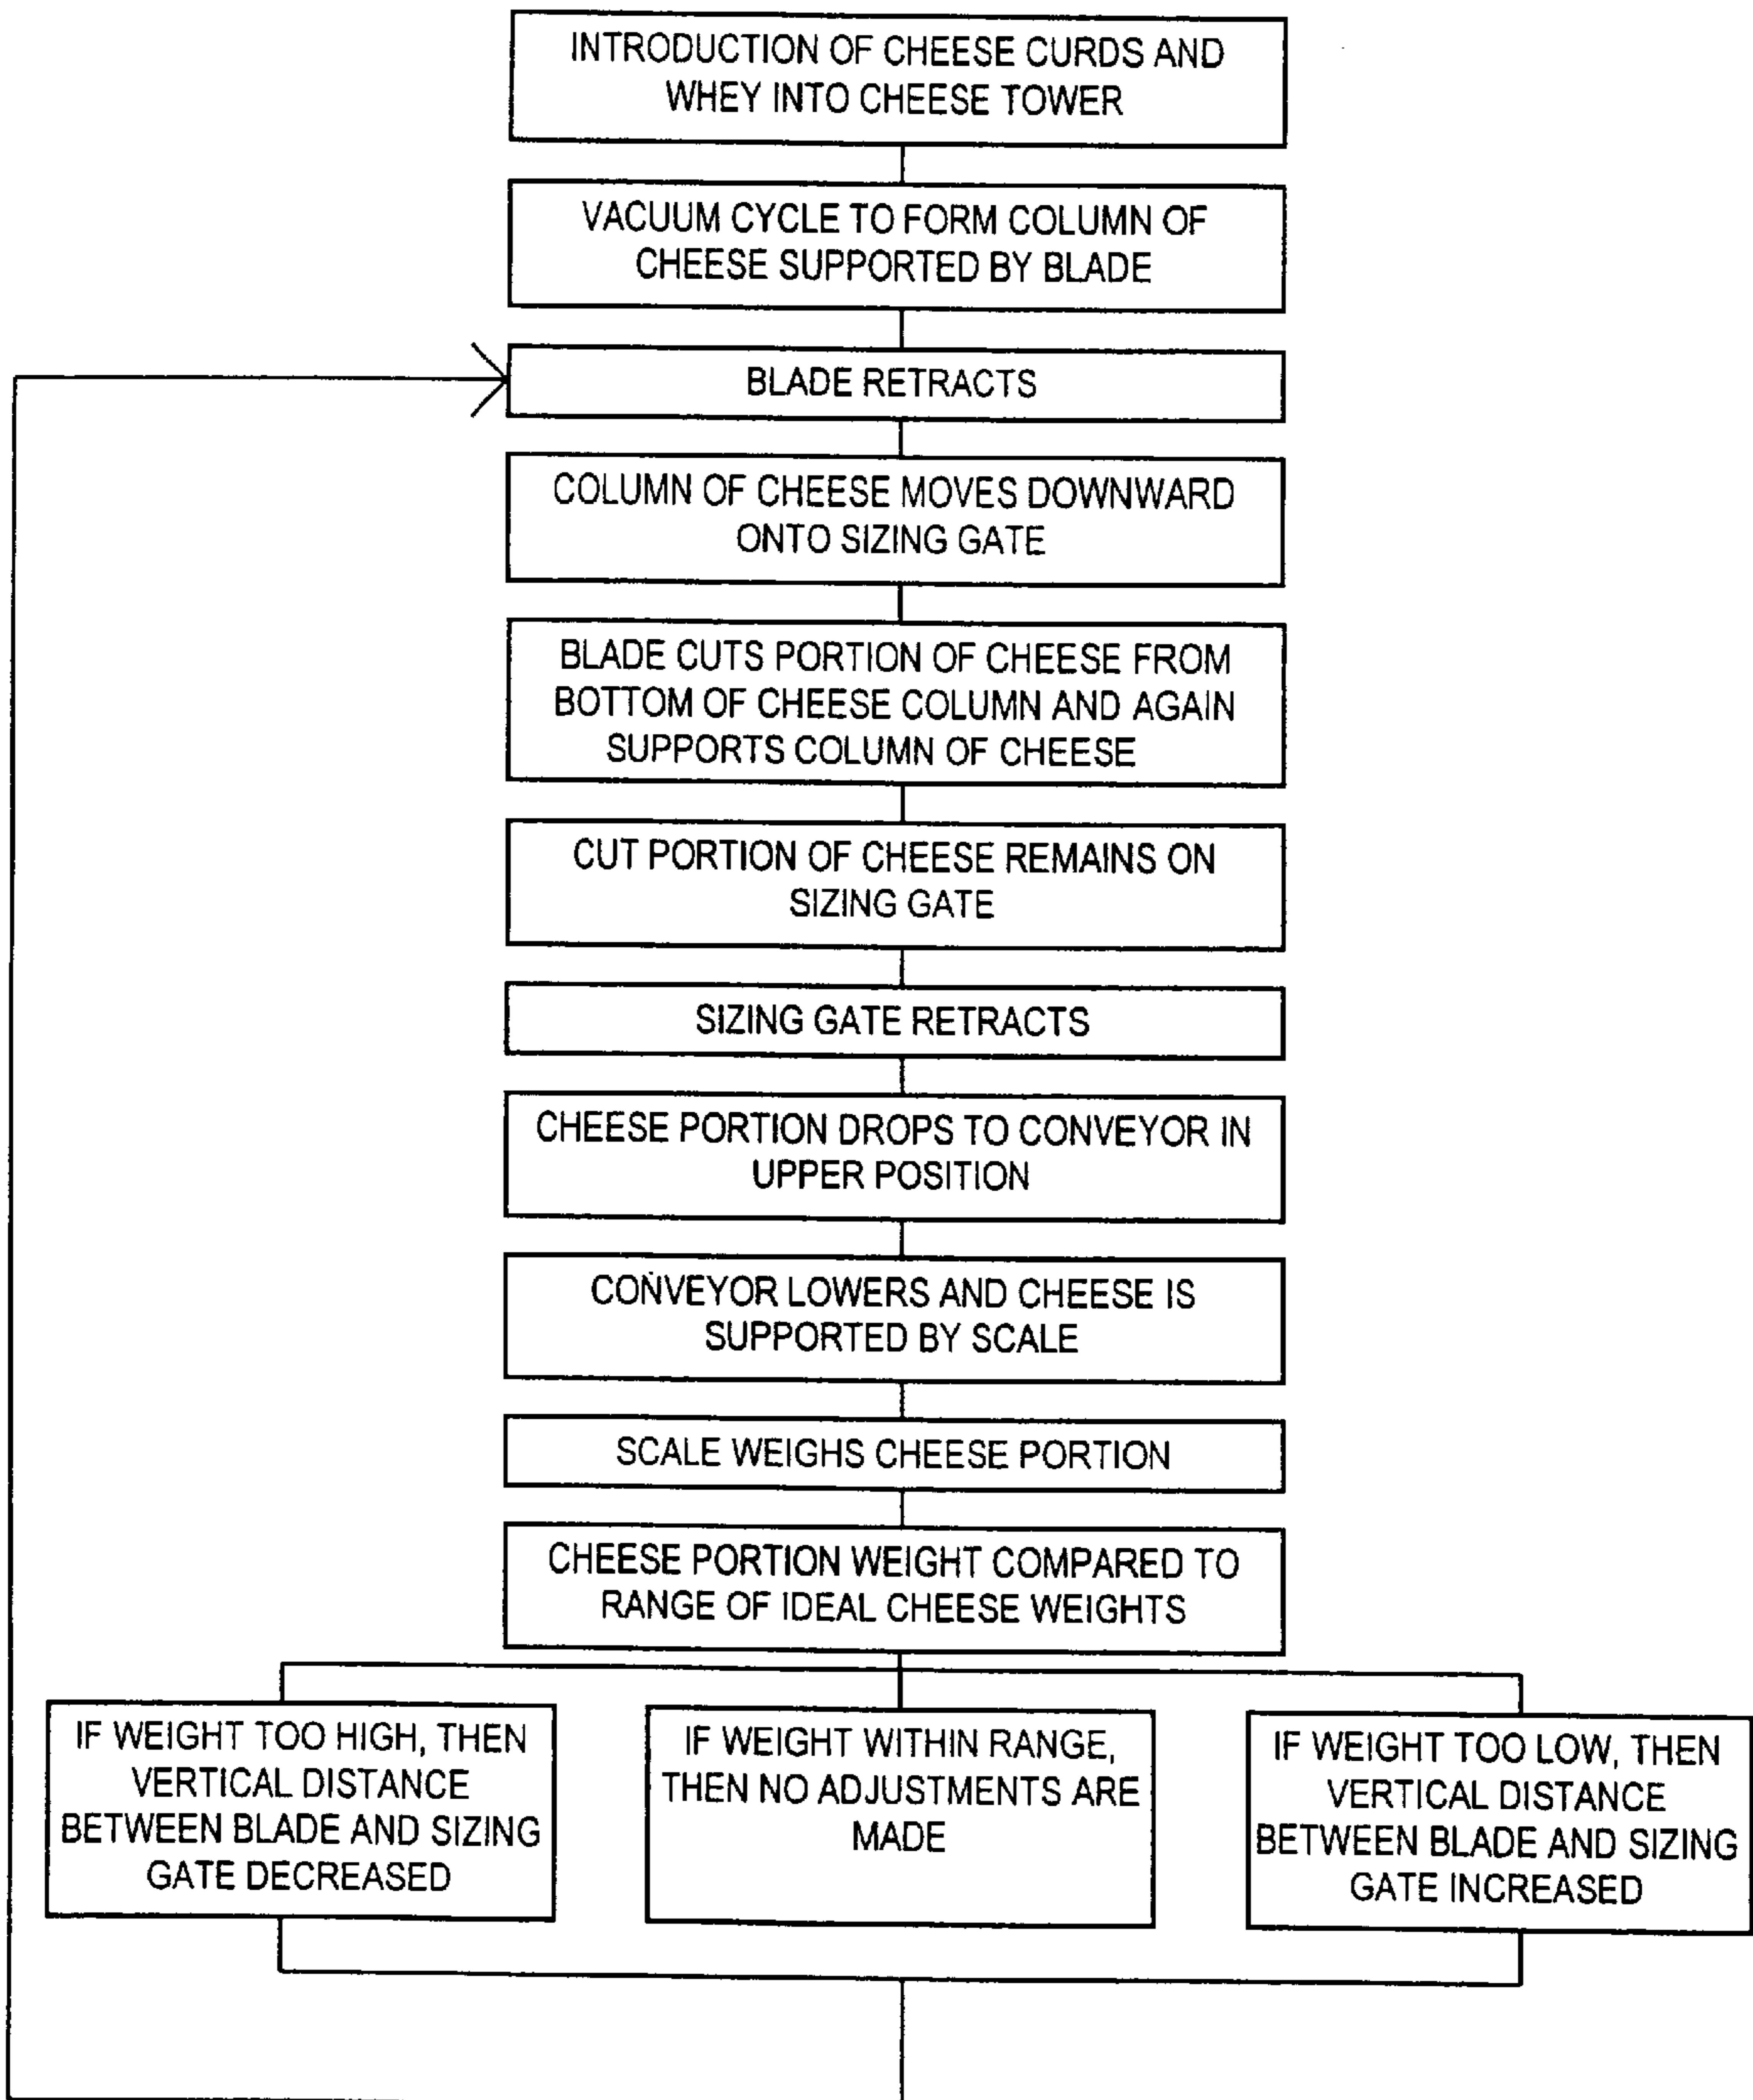 INTRODUCTION OF CHEESE CURDS AND
WHEY INTO CHEESE TOWER
VACUUM CYCLE TO FORM COLUMN OF
CHEESE SUPPORTED BY BLADE
BLADE RETRACTS
COLUMN OF CHEESE MOVES DOWNWARD
ONTO SIZING GATE
BLADE CUTS PORTION OF CHEESE FROM
BOTTOM OF CHEESE COLUMN AND AGAIN
SUPPORTS COLUMN OF CHEESE
CUT PORTION OF CHEESE REMAINS ON
SIZING GATE
SIZING GATE RETRACTS
CHEESE PORTION DROPS TO CONVEYOR IN
UPPER POSITION
CONVEYOR LOWERS AND CHEESE IS
SUPPORTED BY SCALE
SCALE WEIGHS CHEESE PORTION
CHEESE PORTION WEIGHT COMPARED TO
RANGE OF IDEAL CHEESE WEIGHTS
IF WEIGHT TOO HIGH, THEN
VERTICAL DISTANCE
BETWEEN BLADE AND SIZING
GATE DECREASED
IF WEIGHT WITHIN RANGE,
THEN NO ADJUSTMENTS ARE
MADE
IF WEIGHT TOO LOW, THEN
VERTICAL DISTANCE
BETWEEN BLADE AND SIZING
GATE INCREASED